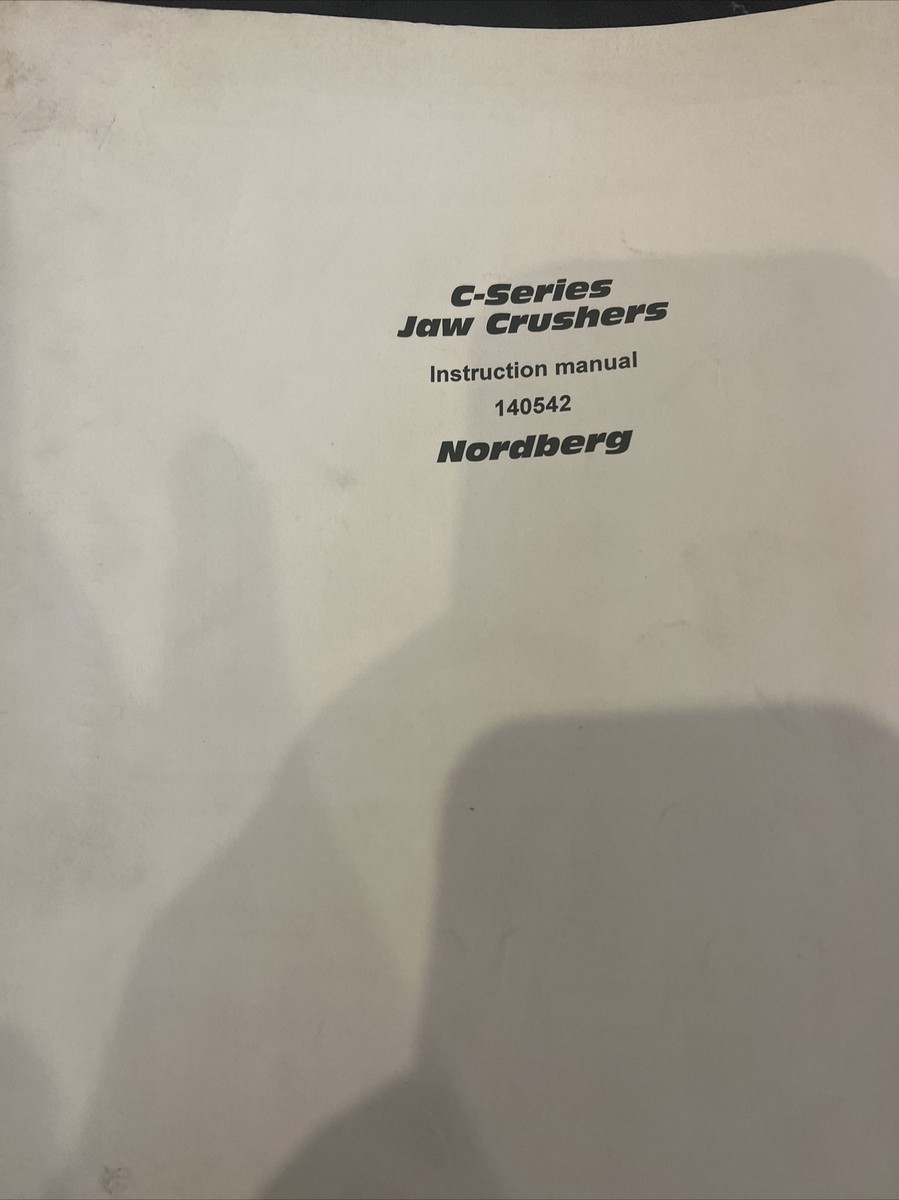 C-Series
Jaw Crushers
Instruction manual
140542
Nordberg